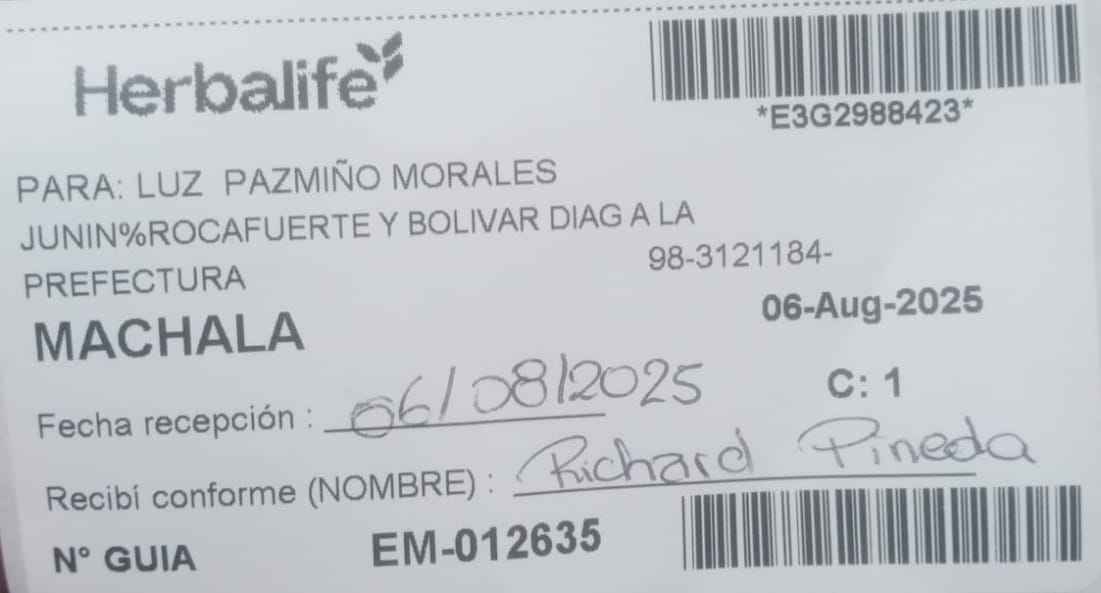 Herbalife
*E3G2988423*
PARA: LUZ PAZMIÑO MORALES
JUNIN%ROCAFUERTE Y BOLIVAR DIAG A LA
PREFECTURA
98-3121184-
MACHALA
06-Aug-2025
Fecha recepción : 06/08/2025
C: 1
Recibí conforme (NOMBRE) : Richard Pineda
N° GUIA EM-012635